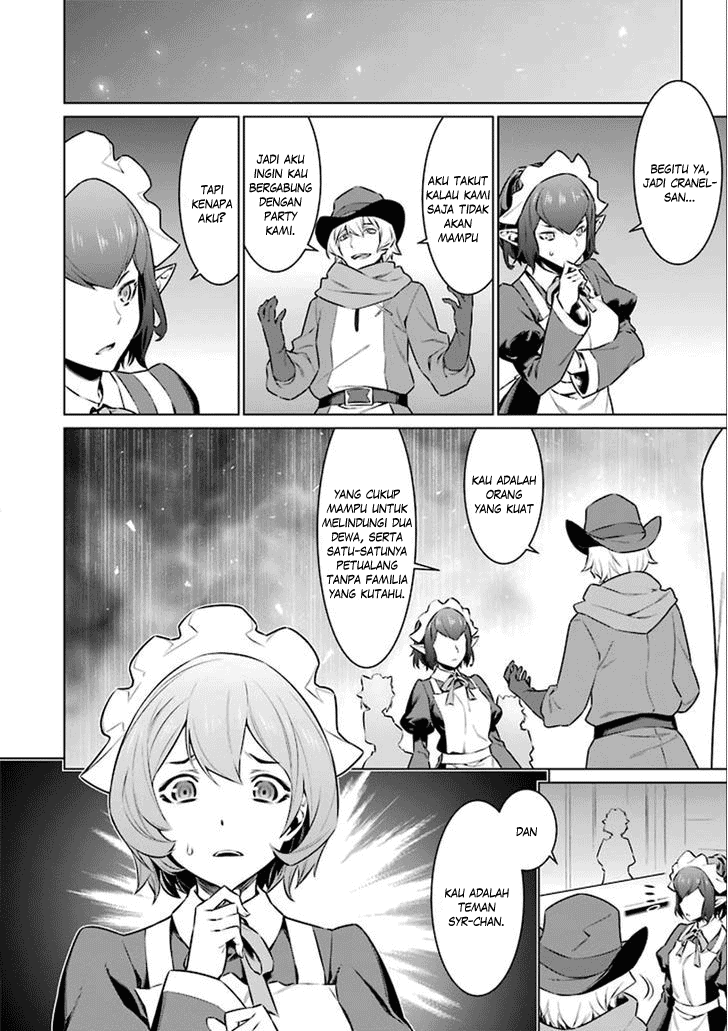 BEGITU YA,
JADI CRANEL-
SAN...
AKU TAKUT
KALAU KAMI
SAJA TIDAK
AKAN
MAMPU
JADI AKU
INGIN KAU
BERGABUNG
DENGAN
PARTY
KAMI.
TAPI
KENAPA
AKU?
KAU ADALAH
ORANG
YANG KUAT
YANG CUKUP
MAMPU UNTUK
MELINDUNGI DUA
DEWA, SERTA
SATU-SATUNYA
PETUALANG
TANPA FAMILIA
YANG KUTAHU.
DAN
KAU ADALAH
TEMAN
SYR-CHAN.